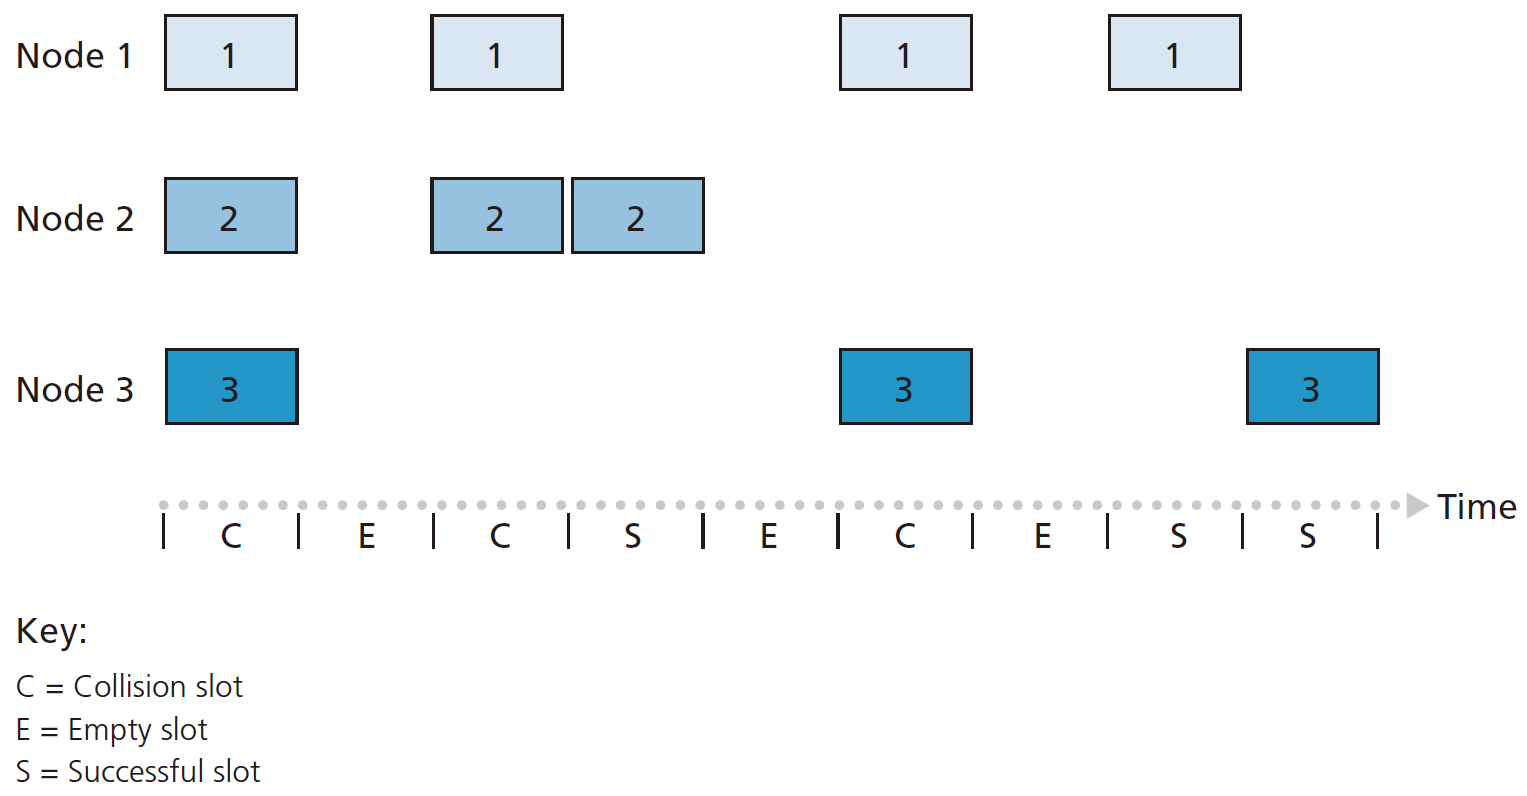 Node 1 1 1 1 1
Node 2 2 2 2
Node 3 3 3 3
Time
C E C S E C E S S
Key:
C = Collision slot
E = Empty slot
S = Successful slot